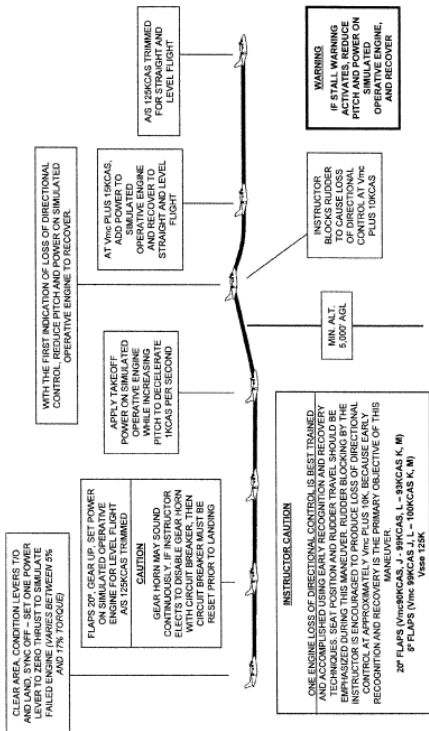 CLEAR AREA, CONDITION LEVERS T/O
AND LAND, SYNC OFF – SET ONE POWER
LEVER TO ZERO THRUST TO SIMULATE
FAILED ENGINE (VARIES BETWEEN 5%
AND 17% TORQUE)
WITH THE FIRST INDICATION OF LOSS OF DIRECTIONAL
CONTROL, REDUCE PITCH AND POWER ON SIMULATED
OPERATIVE ENGINE TO RECOVER.
FLAPS 20°, GEAR UP, SET POWER
ON SIMULATED OPERATIVE
ENGINE FOR LEVEL FLIGHT
A/S 125KCAS TRIMMED
CAUTION
GEAR HORN MAY SOUND
CONTINUOUSLY. IF INSTRUCTOR
ELECTS TO DISABLE GEAR HORN
WITH CIRCUIT BREAKER, THEN
CIRCUIT BREAKER MUST BE
RESET PRIOR TO LANDING
APPLY TAKEOFF
POWER ON SIMULATED
OPERATIVE ENGINE
WHILE INCREASING
PITCH TO DECELERATE
1KCAS PER SECOND
AT Vmc PLUS 15KCAS,
ADD POWER TO
SIMULATED
OPERATIVE ENGINE
AND RECOVER TO
STRAIGHT AND LEVEL
FLIGHT
A/S 125KCAS TRIMMED
FOR STRAIGHT AND
LEVEL FLIGHT
INSTRUCTOR CAUTION
ONE ENGINE LOSS OF DIRECTIONAL CONTROL IS BEST TRAINED
AND ACCOMPLISHED USING EARLY RECOGNITION AND RECOVERY
TECHNIQUES. SEAT POSITION AND RUDDER TRAVEL SHOULD BE
EMPHASIZED DURING THIS MANEUVER. RUDDER BLOCKING BY THE
INSTRUCTOR IS ENCOURAGED TO PRODUCE LOSS OF DIRECTIONAL
CONTROL AT APPROXIMATELY Vmc PLUS 10K, BECAUSE EARLY
RECOGNITION AND RECOVERY IS THE PRIMARY OBJECTIVE OF THIS
MANEUVER.
20° FLAPS (Vmc90KCAS, J - 99KCAS, L – 93KCAS K, M)
5° FLAPS (Vmc 99KCAS J, L – 100KCAS K, M)
Vsse 125K
MIN. ALT.
5,000' AGL
INSTRUCTOR
BLOCKS RUDDER
TO CAUSE LOSS
OF DIRECTIONAL
CONTROL AT Vmc
PLUS 10KCAS
WARNING
IF STALL WARNING
ACTIVATES, REDUCE
PITCH AND POWER ON
SIMULATED
OPERATIVE ENGINE,
AND RECOVER